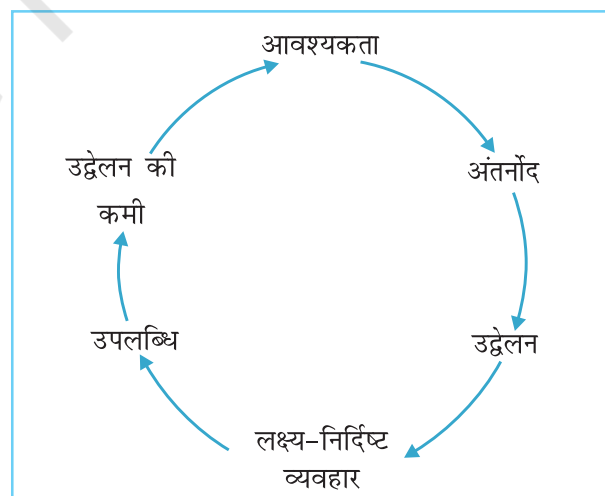 आवश्यकता
अंतर्नोद
उद्वेलन
लक्ष्य-निर्दिष्ट
व्यवहार
उपलब्धि
उद्वेलन की
कमी